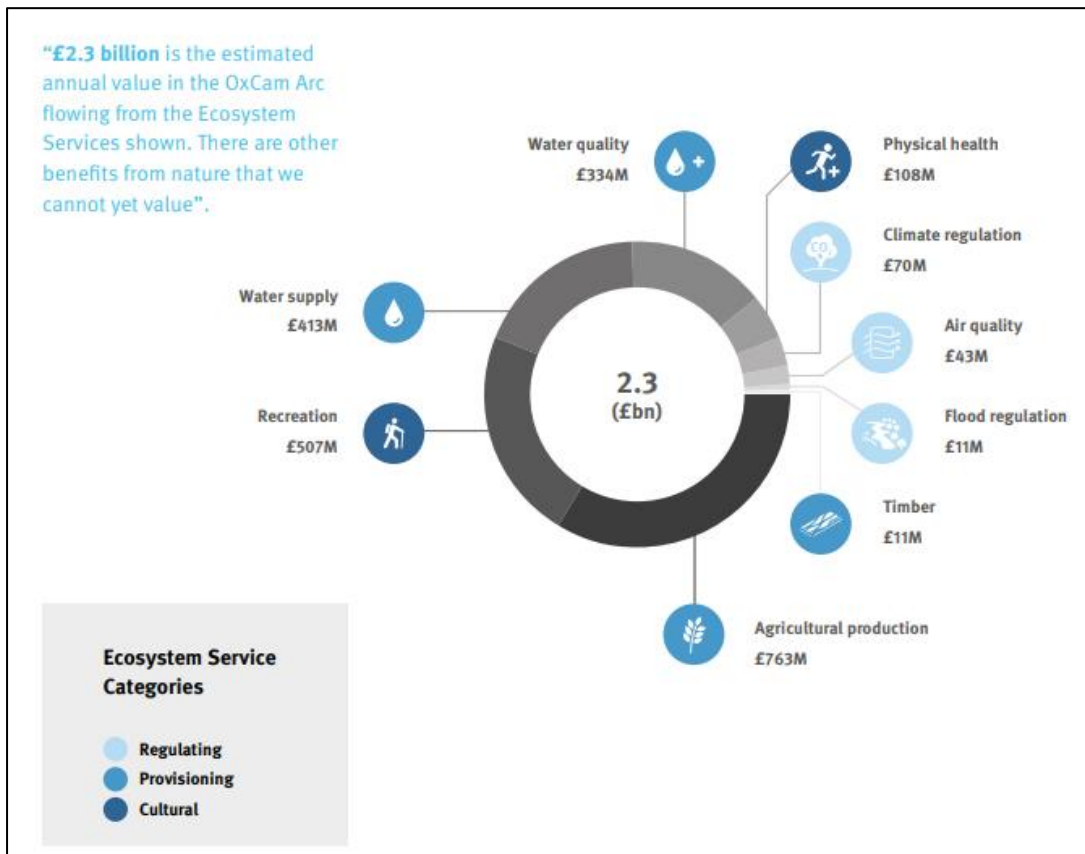 "£2.3 billion is the estimated
annual value in the OxCam Arc
flowing from the Ecosystem
Services shown. There are other
benefits from nature that we
cannot yet value".
Water quality
£334M
Physical health
£108M
Climate regulation
£70M
CO₂
Water supply
£413M
Air quality
£43M
2.3
(£bn)
Recreation
£507M
Flood regulation
£11M
Timber
£11M
Agricultural production
£763M
Ecosystem Service
Categories
Regulating
Provisioning
Cultural